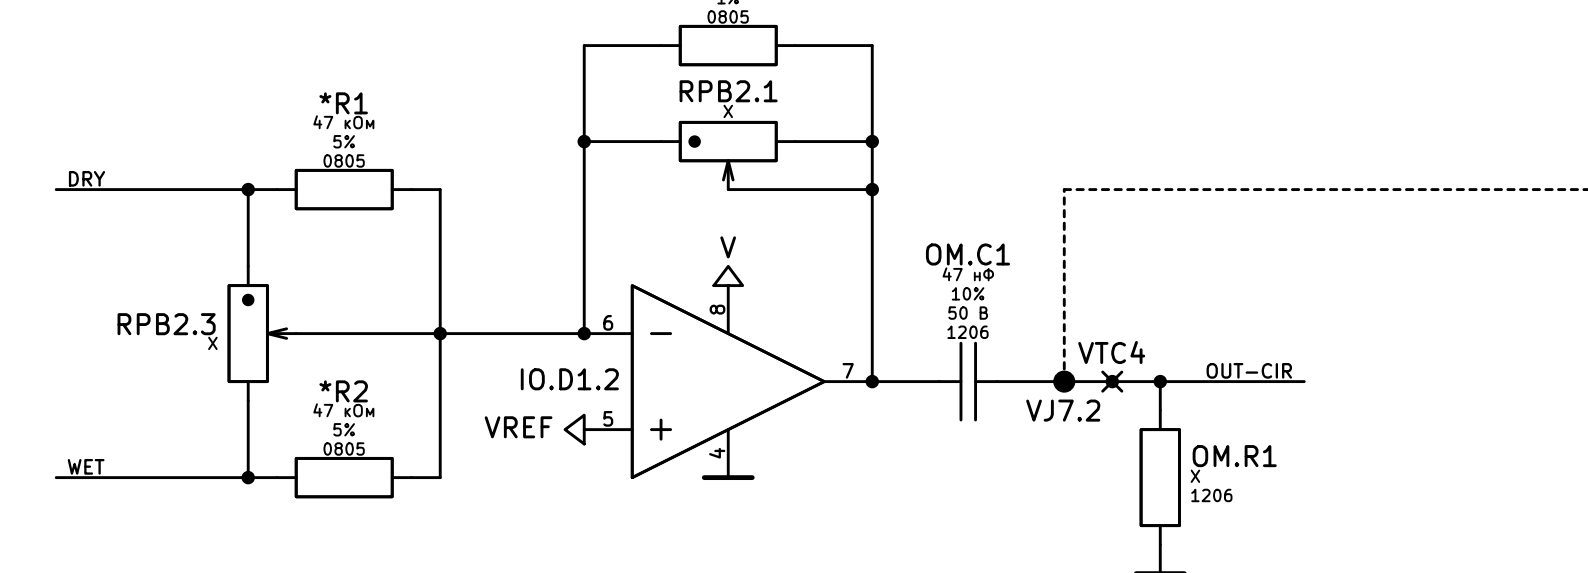 1%
0805
RPB2.1
X
*R1
47 кОм
5%
0805
DRY
V
8
OM.C1
47 нФ
10%
50 В
1206
RPB2.3
X
6
−
VTC4
IO.D1.2
7
OUT-CIR
*R2
47 кОм
5%
0805
VREF
5
+
VJ7.2
4
WET
OM.R1
X
1206